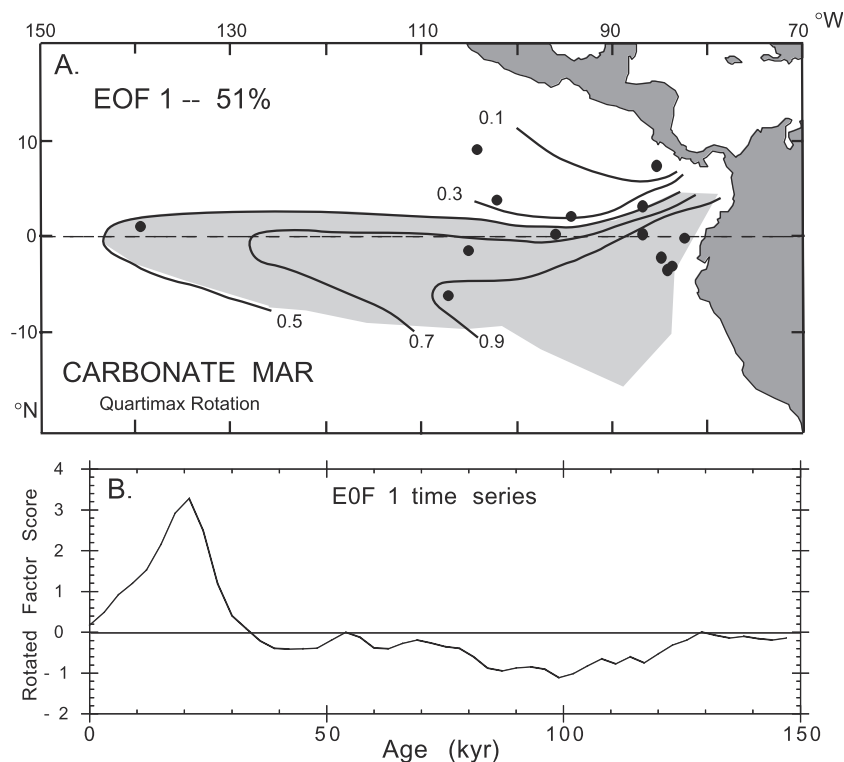 150 130 110 90 70 °W
A.
EOF 1 -- 51%
0.1
10
0.3
0
0.5
-10
0.7 0.9
CARBONATE MAR
Quartimax Rotation
°N
4
B.
E0F 1 time series
3
2
1
0
- 1
- 2
Rotated Factor Score
0 50 100 150
Age (kyr)